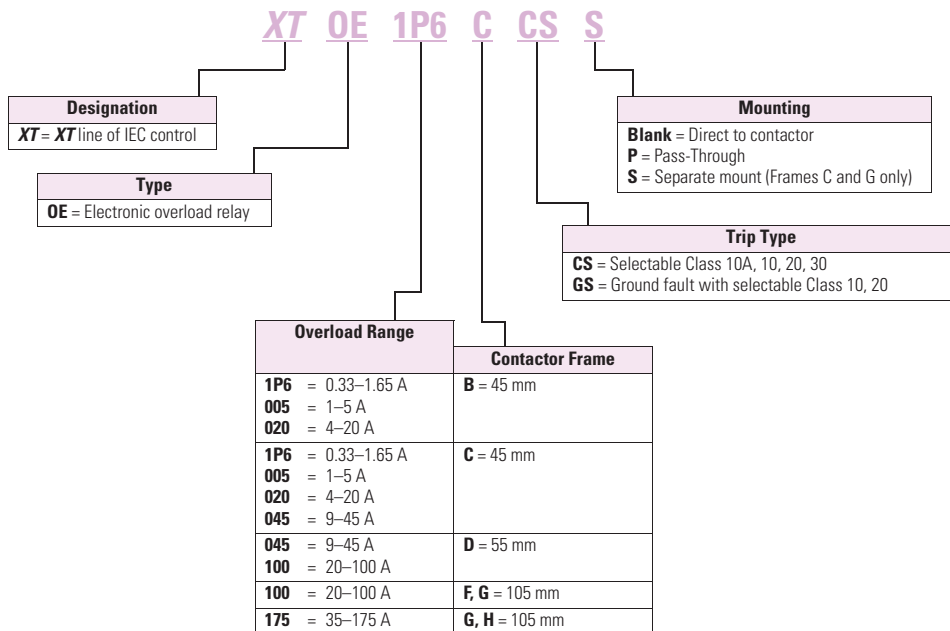 XT OE 1P6 C CS S
Designation
XT = XT line of IEC control
Type
OE = Electronic overload relay
Mounting
Blank = Direct to contactor
P = Pass-Through
S = Separate mount (Frames C and G only)
Trip Type
CS = Selectable Class 10A, 10, 20, 30
GS = Ground fault with selectable Class 10, 20
Overload Range
Contactor Frame
1P6 = 0.33–1.65 A B = 45 mm
005 = 1–5 A
020 = 4–20 A
1P6 = 0.33–1.65 A C = 45 mm
005 = 1–5 A
020 = 4–20 A
045 = 9–45 A
045 = 9–45 A D = 55 mm
100 = 20–100 A
100 = 20–100 A F, G = 105 mm
175 = 35–175 A G, H = 105 mm